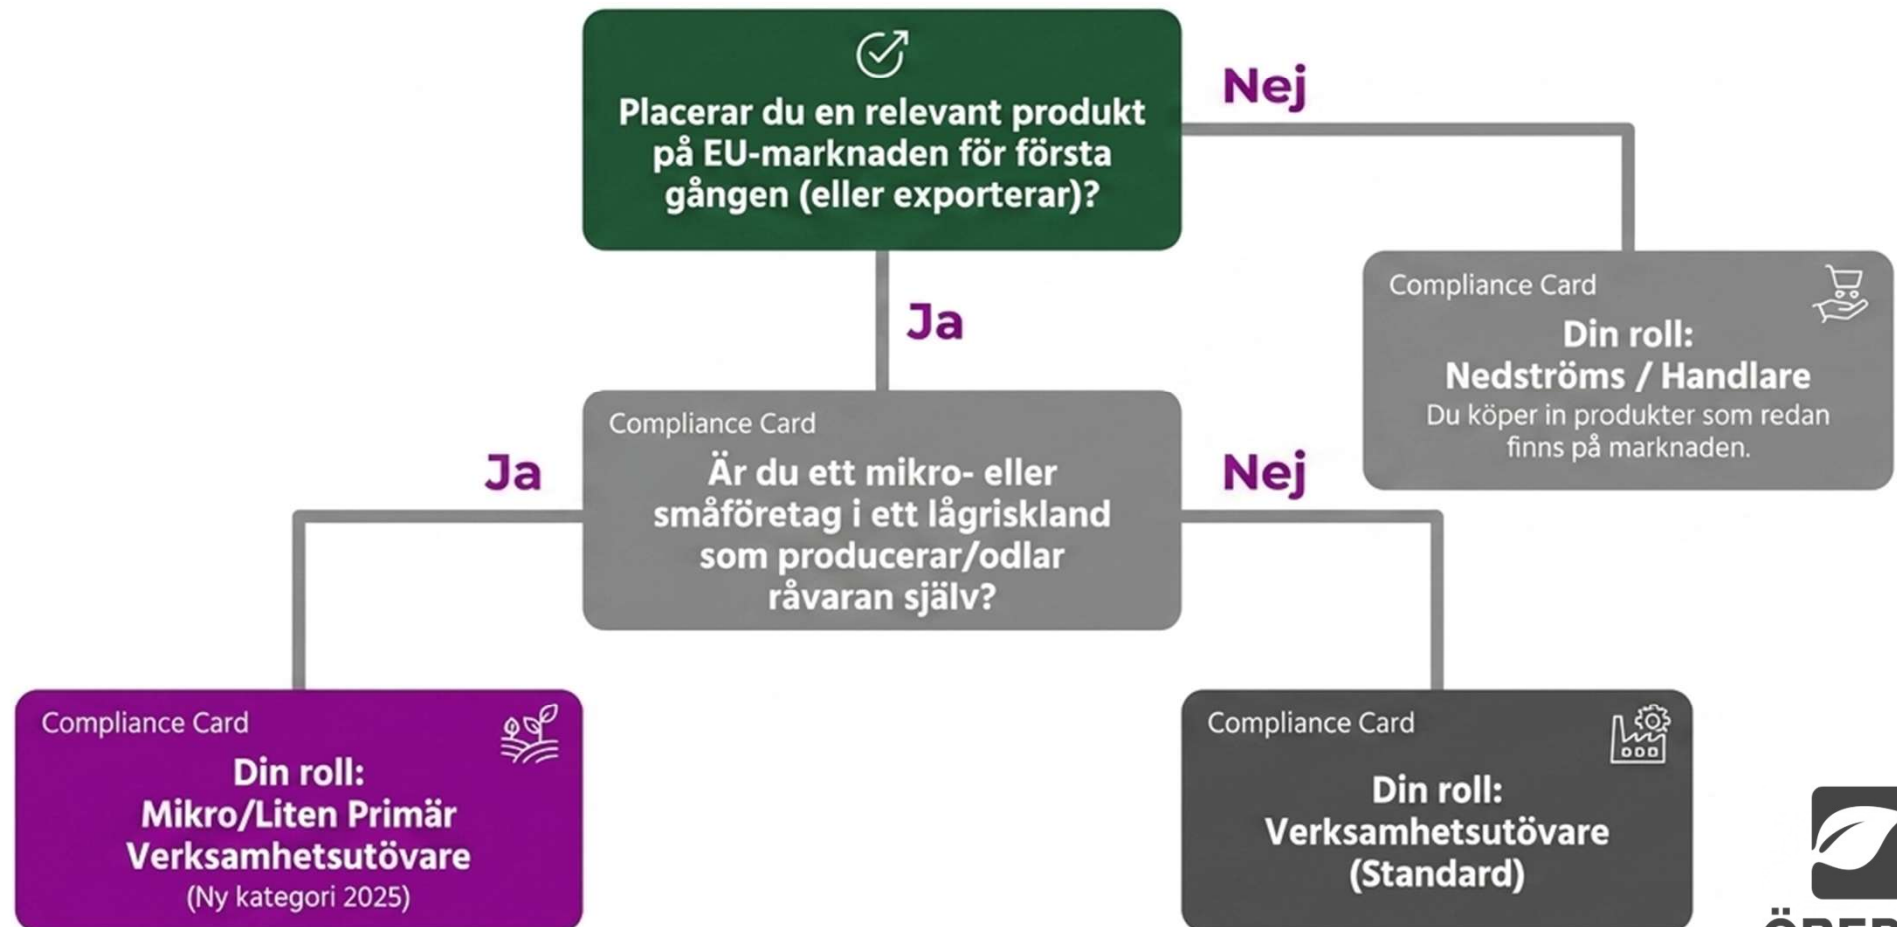 Placerar du en relevant produkt
på EU-marknaden för första
gången (eller exporterar)?
Nej
Ja
Compliance Card
Din roll:
Nedströms / Handlare
Du köper in produkter som redan
finns på marknaden.
Compliance Card
Är du ett mikro- eller
småföretag i ett lågriskland
som producerar/odlar
råvaran själv?
Ja
Nej
Compliance Card
Din roll:
Mikro/Liten Primär
Verksamhetsutövare
(Ny kategori 2025)
Compliance Card
Din roll:
Verksamhetsutövare
(Standard)